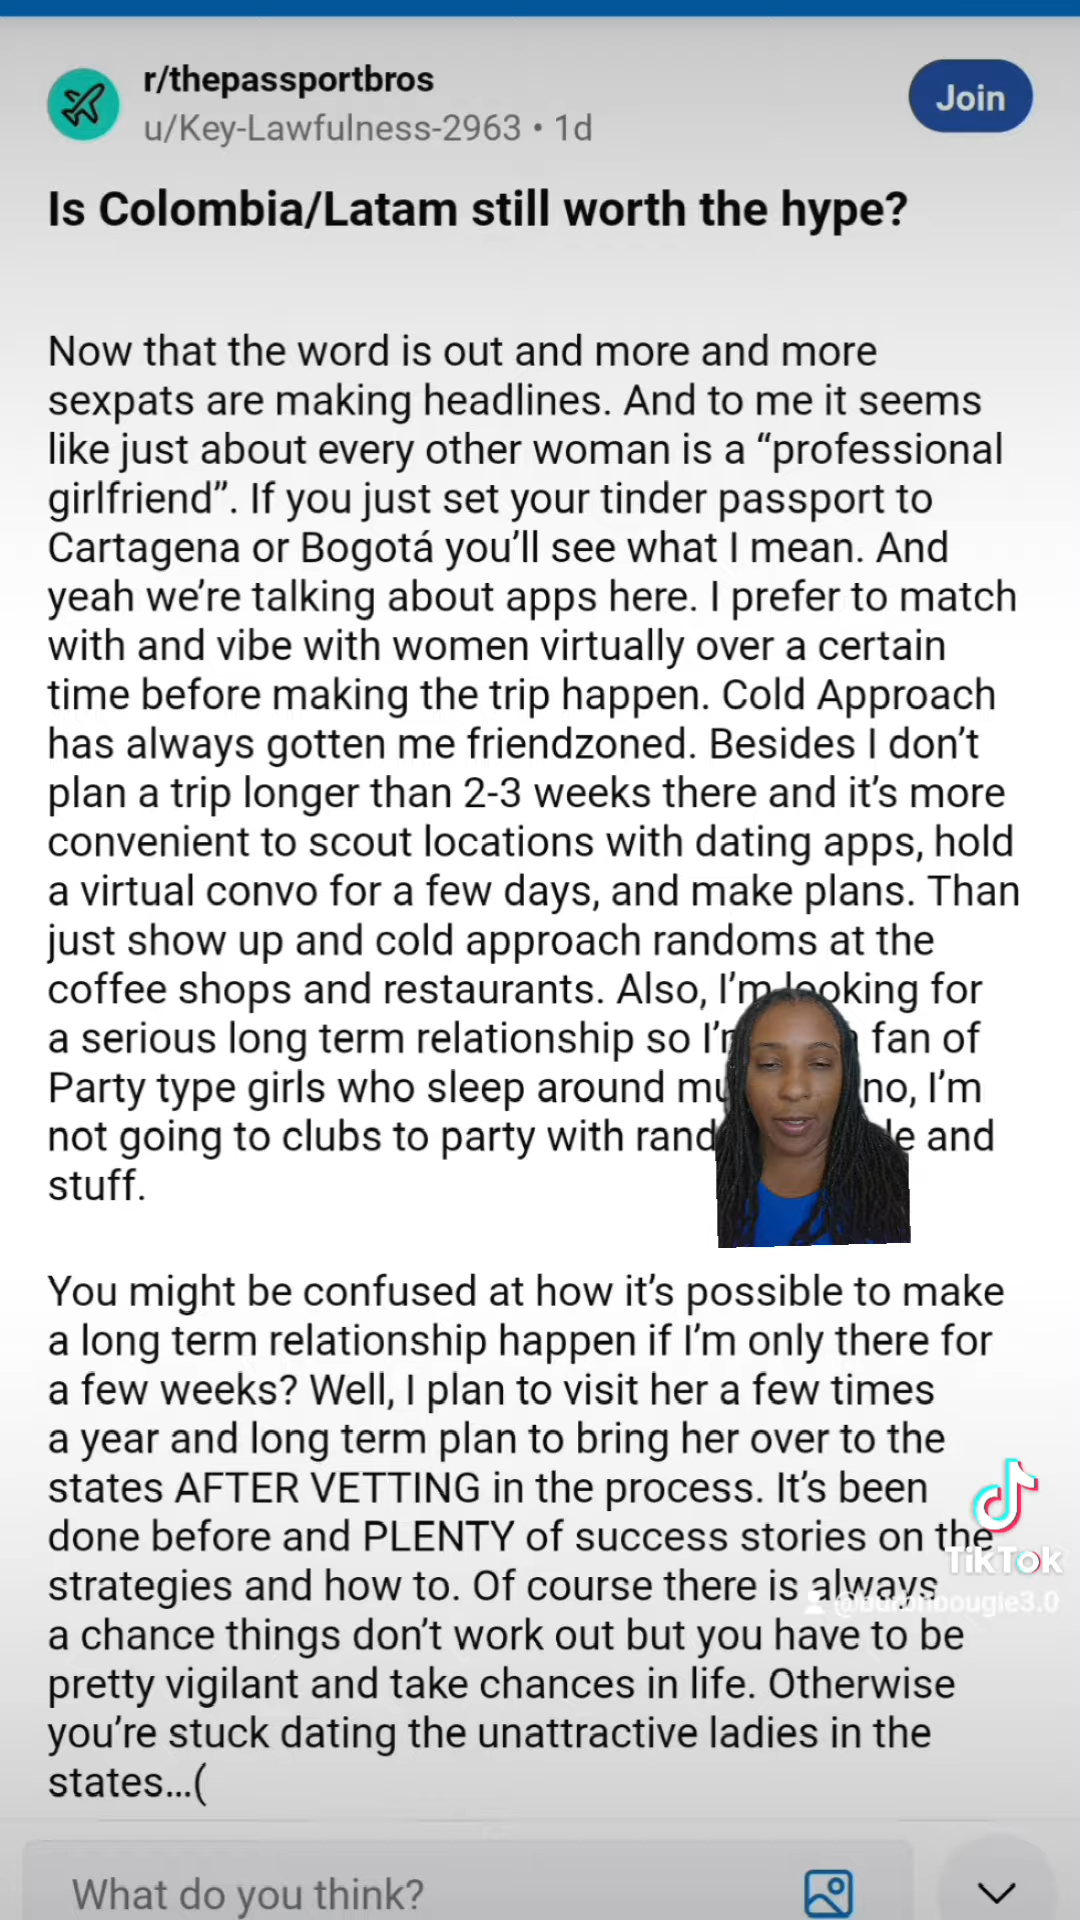 r/thepassportbros
u/Key-Lawfulness-2963 • 1d
Join
Is Colombia/Latam still worth the hype?
Now that the word is out and more and more
sexpats are making headlines. And to me it seems
like just about every other woman is a “professional
girlfriend”. If you just set your tinder passport to
Cartagena or Bogotá you’ll see what I mean. And
yeah we’re talking about apps here. I prefer to match
with and vibe with women virtually over a certain
time before making the trip happen. Cold Approach
has always gotten me friendzoned. Besides I don’t
plan a trip longer than 2-3 weeks there and it’s more
convenient to scout locations with dating apps, hold
a virtual convo for a few days, and make plans. Than
just show up and cold approach randoms at the
coffee shops and restaurants. Also, I’m looking for
a serious long term relationship so fan of
Party type girls who sleep around no, I’m
not going to clubs to party with and
stuff.
You might be confused at how it’s possible to make
a long term relationship happen if I’m only there for
a few weeks? Well, I plan to visit her a few times
a year and long term plan to bring her over to the
states AFTER VETTING in the process. It’s been
done before and PLENTY of success stories on the
strategies and how to. Of course there is always
a chance things don’t work out but you have to be
pretty vigilant and take chances in life. Otherwise
you’re stuck dating the unattractive ladies in the
states...(
TikTok
What do you think?